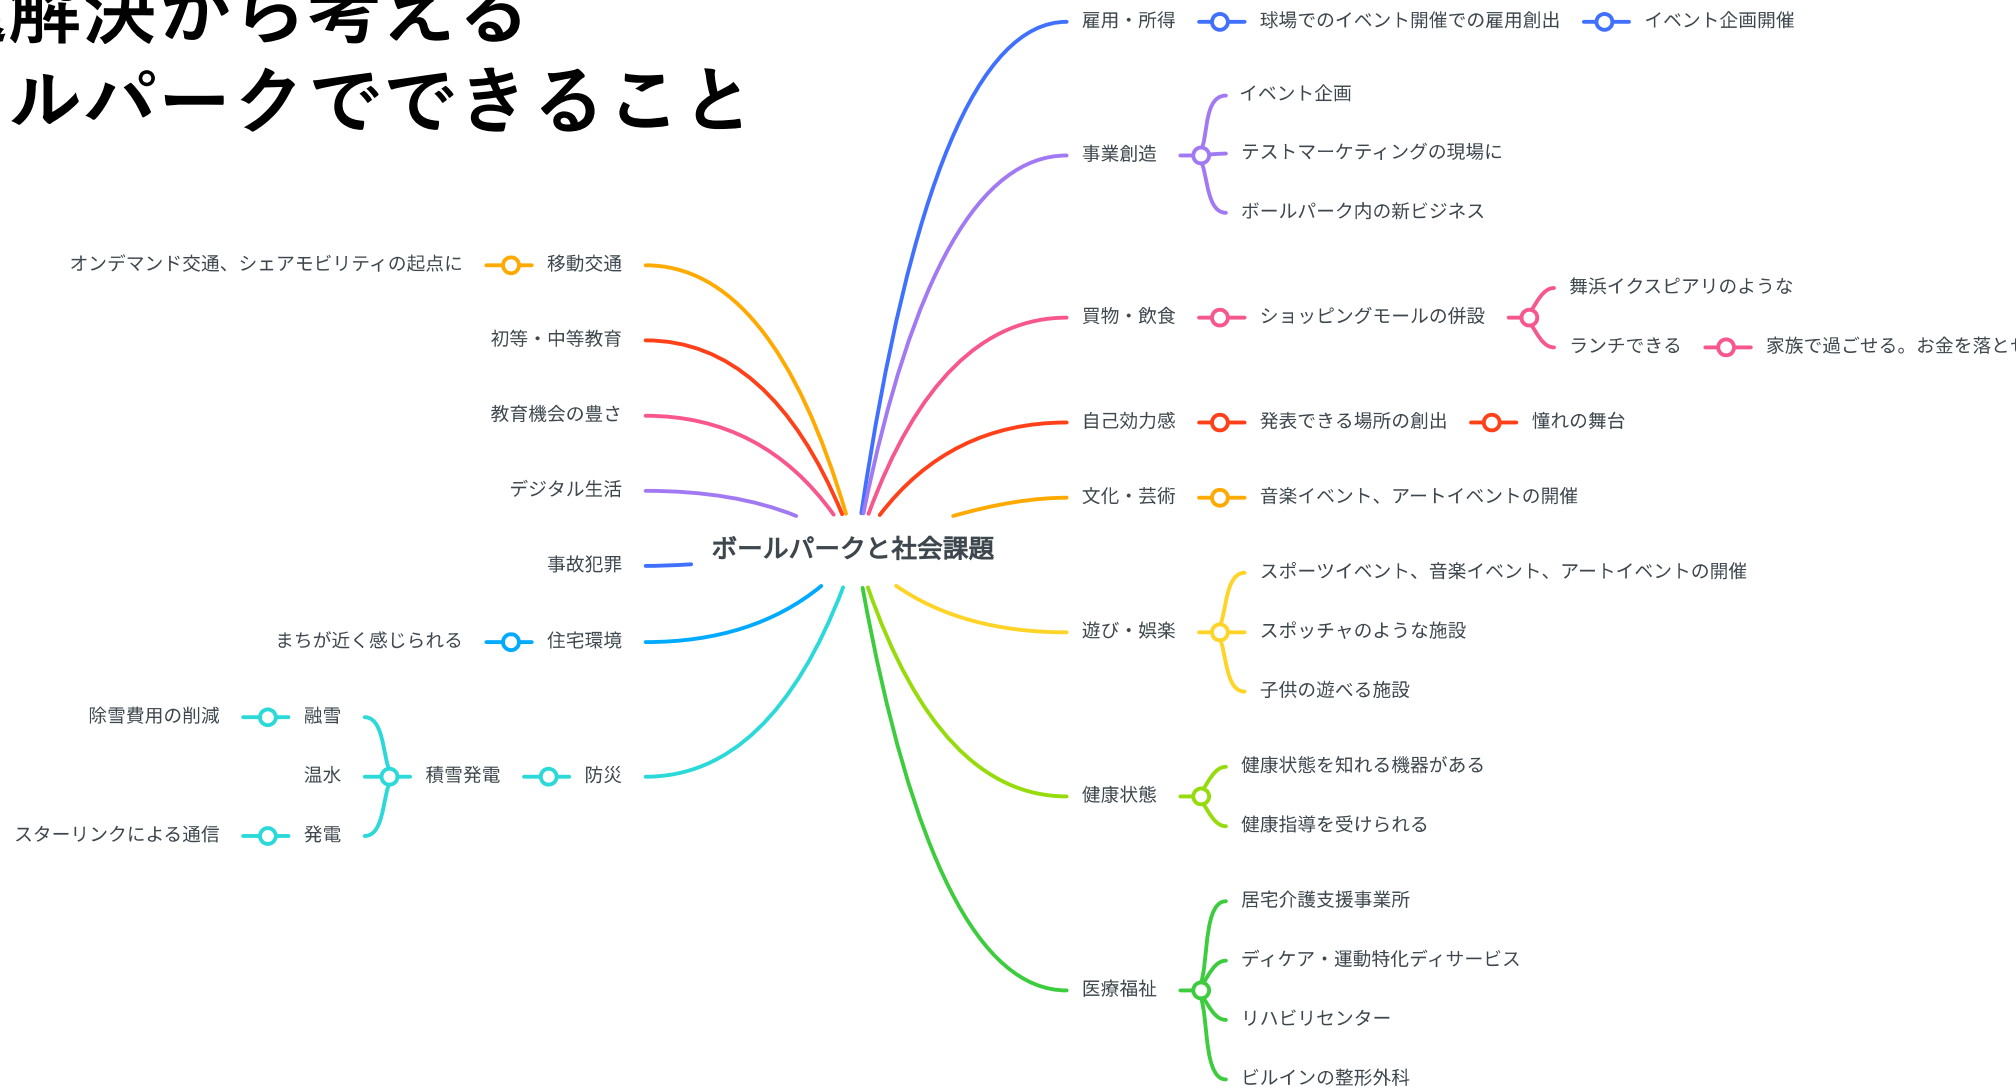 解決から考える
ルパークでできること
ボールパークと社会課題
雇用・所得
球場でのイベント開催での雇用創出
イベント企画開催
事業創造
イベント企画
テストマーケティングの現場に
ボールパーク内の新ビジネス
買物・飲食
ショッピングモールの併設
舞浜イクスピアリのような
ランチできる
家族で過ごせる。お金を落と
自己効力感
発表できる場所の創出
憧れの舞台
文化・芸術
音楽イベント、アートイベントの開催
遊び・娯楽
スポーツイベント、音楽イベント、アートイベントの開催
スポッチャのような施設
子供の遊べる施設
健康状態
健康状態を知れる機器がある
健康指導を受けられる
医療福祉
居宅介護支援事業所
ディケア・運動特化ディサービス
リハビリセンター
ビルインの整形外科
移動交通
オンデマンド交通、シェアモビリティの起点に
初等・中等教育
教育機会の豊さ
デジタル生活
事故犯罪
住宅環境
まちが近く感じられる
防災
積雪発電
融雪
除雪費用の削減
温水
発電
スターリンクによる通信